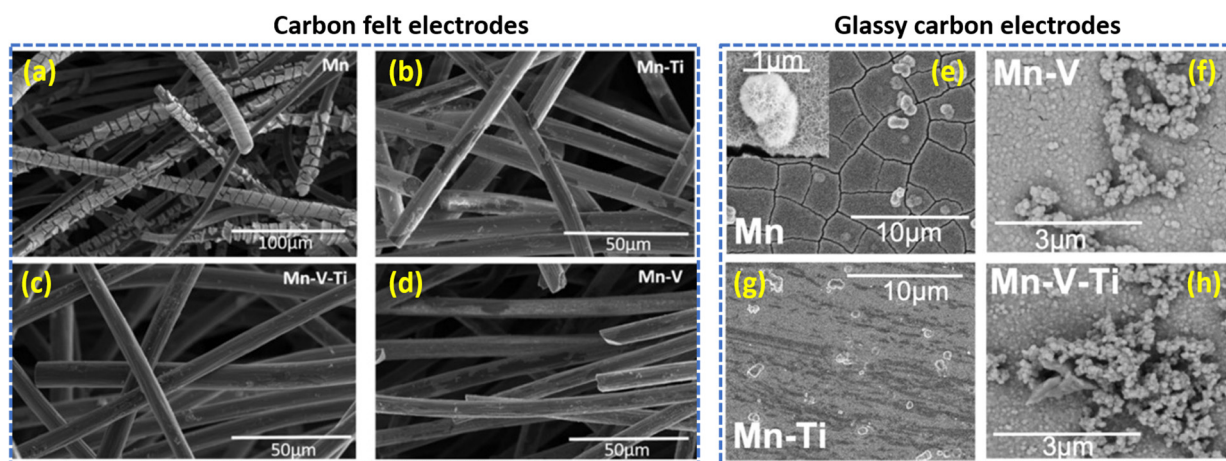 Carbon felt electrodes
Glassy carbon electrodes
(a)
Mn
100µm
(b)
Mn-Ti
50µm
(c)
Mn-V-Ti
50µm
(d)
Mn-V
50µm
1µm
(e)
10µm
Mn
Mn-V
(f)
3µm
(g)
10µm
Mn-Ti
Mn-V-Ti
(h)
3µm